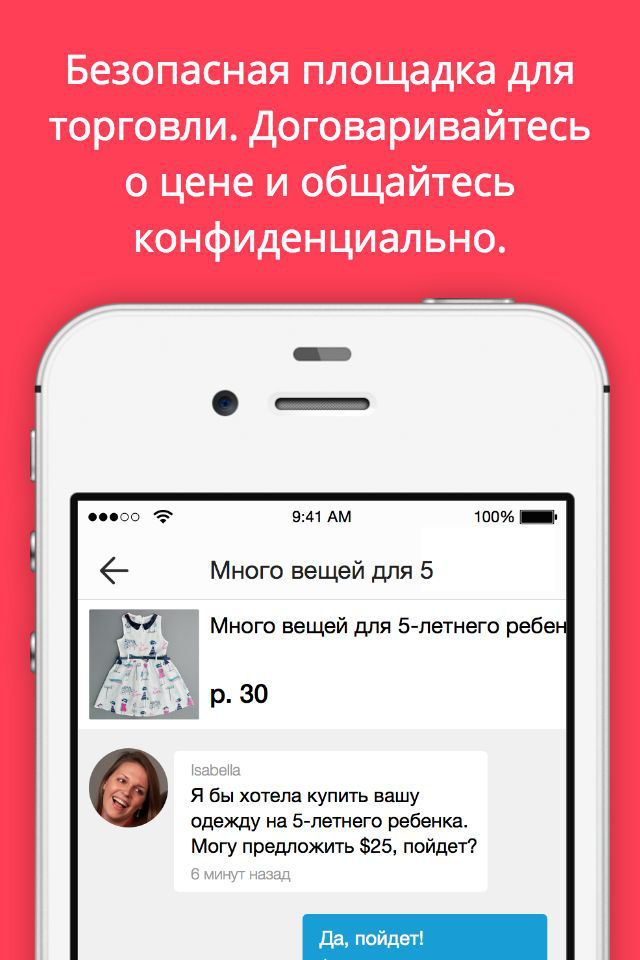 Безопасная площадка для
торговли. Договаривайтесь
о цене и общайтесь
конфиденциально.
9:41 AM 100%
Много вещей для 5
Много вещей для 5-летнего ребен
р. 30
Isabella
Я бы хотела купить вашу
одежду на 5-летнего ребенка.
Могу предложить $25, пойдет?
6 минут назад
Да, пойдет!